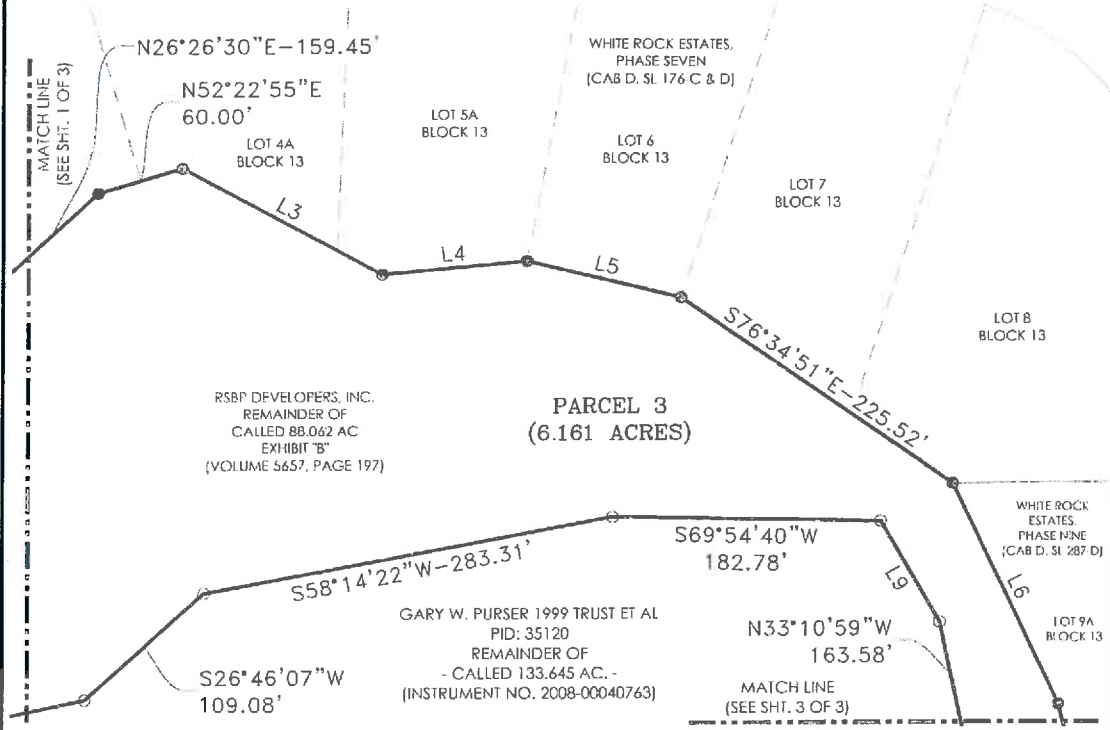 N26°26'30"E-159.45'
MATCH LINE
(SEE SHT. 1 OF 3)
N52°22'55"E
60.00'
LOT 4A
BLOCK 13
LOT 5A
BLOCK 13
WHITE ROCK ESTATES,
PHASE SEVEN
(CAB D, SL 176-C & D)
LOT 6
BLOCK 13
LOT 7
BLOCK 13
LOT 8
BLOCK 13
L3
L4
L5
S76°34'51"E-225.52'
RSBP DEVELOPERS, INC.
REMAINDER OF
CALLED 88.062 AC
EXHIBIT "B"
(VOLUME 5657, PAGE 197)
PARCEL 3
(6.161 ACRES)
WHITE ROCK
ESTATES,
PHASE NINE
(CAB D, SL 287-D)
S69°54'40"W
182.78'
S58°14'22"W-283.31'
L9
L6
GARY W. PURSER 1999 TRUST ET AL
PID: 35120
REMAINDER OF
- CALLED 133.645 AC. -
(INSTRUMENT NO. 2008-00040763)
N33°10'59"W
163.58'
LOT 9A
BLOCK 13
S26°46'07"W
109.08'
MATCH LINE
(SEE SHT. 3 OF 3)